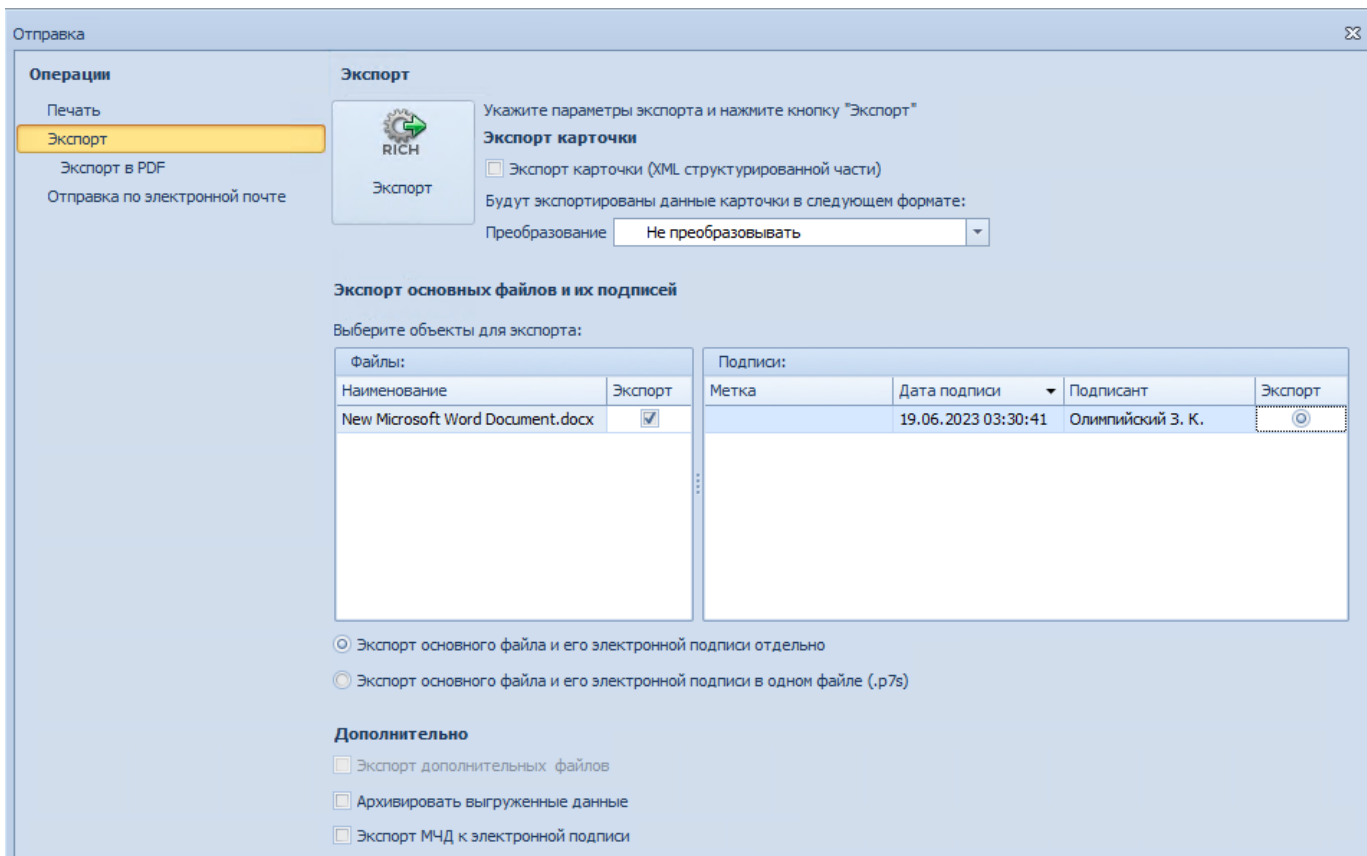 Отправка
Операции
Печать
Экспорт
Экспорт в PDF
Отправка по электронной почте
Экспорт
RICH
Экспорт
Укажите параметры экспорта и нажмите кнопку "Экспорт"
Экспорт карточки
Экспорт карточки (XML структурированной части)
Будут экспортированы данные карточки в следующем формате:
Преобразование Не преобразовывать
Экспорт основных файлов и их подписей
Выберите объекты для экспорта:
Файлы:
Наименование Экспорт
New Microsoft Word Document.docx
Подписи:
Метка Дата подписи Подписант Экспорт
19.06.2023 03:30:41 Олимпийский З. К.
Экспорт основного файла и его электронной подписи отдельно
Экспорт основного файла и его электронной подписи в одном файле (.p7s)
Дополнительно
Экспорт дополнительных файлов
Архивировать выгруженные данные
Экспорт МЧД к электронной подписи